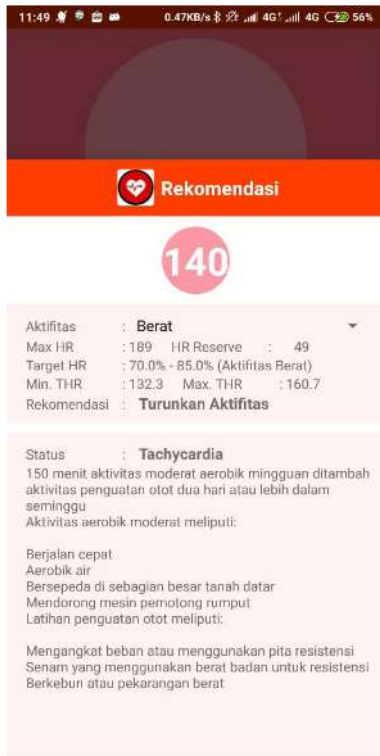 11:49 0.47KB/s 4G 4G 56%
Rekomendasi
140
Aktifitas : Berat
Max HR : 189 HR Reserve : 49
Target HR : 70.0% - 85.0% (Aktifitas Berat)
Min. THR : 132.3 Max. THR : 160.7
Rekomendasi : Turunkan Aktifitas
Status : Tachycardia
150 menit aktivitas moderat aerobik mingguan ditambah
aktivitas penguatan otot dua hari atau lebih dalam
seminggu
Aktivitas aerobik moderat meliputi:
Berjalan cepat
Aerobik air
Bersepeda di sebagian besar tanah datar
Mendorong mesin pemotong rumput
Latihan penguatan otot meliputi:
Mengangkat beban atau menggunakan pita resistensi
Senam yang menggunakan berat badan untuk resistensi
Berkebun atau pekarangan berat